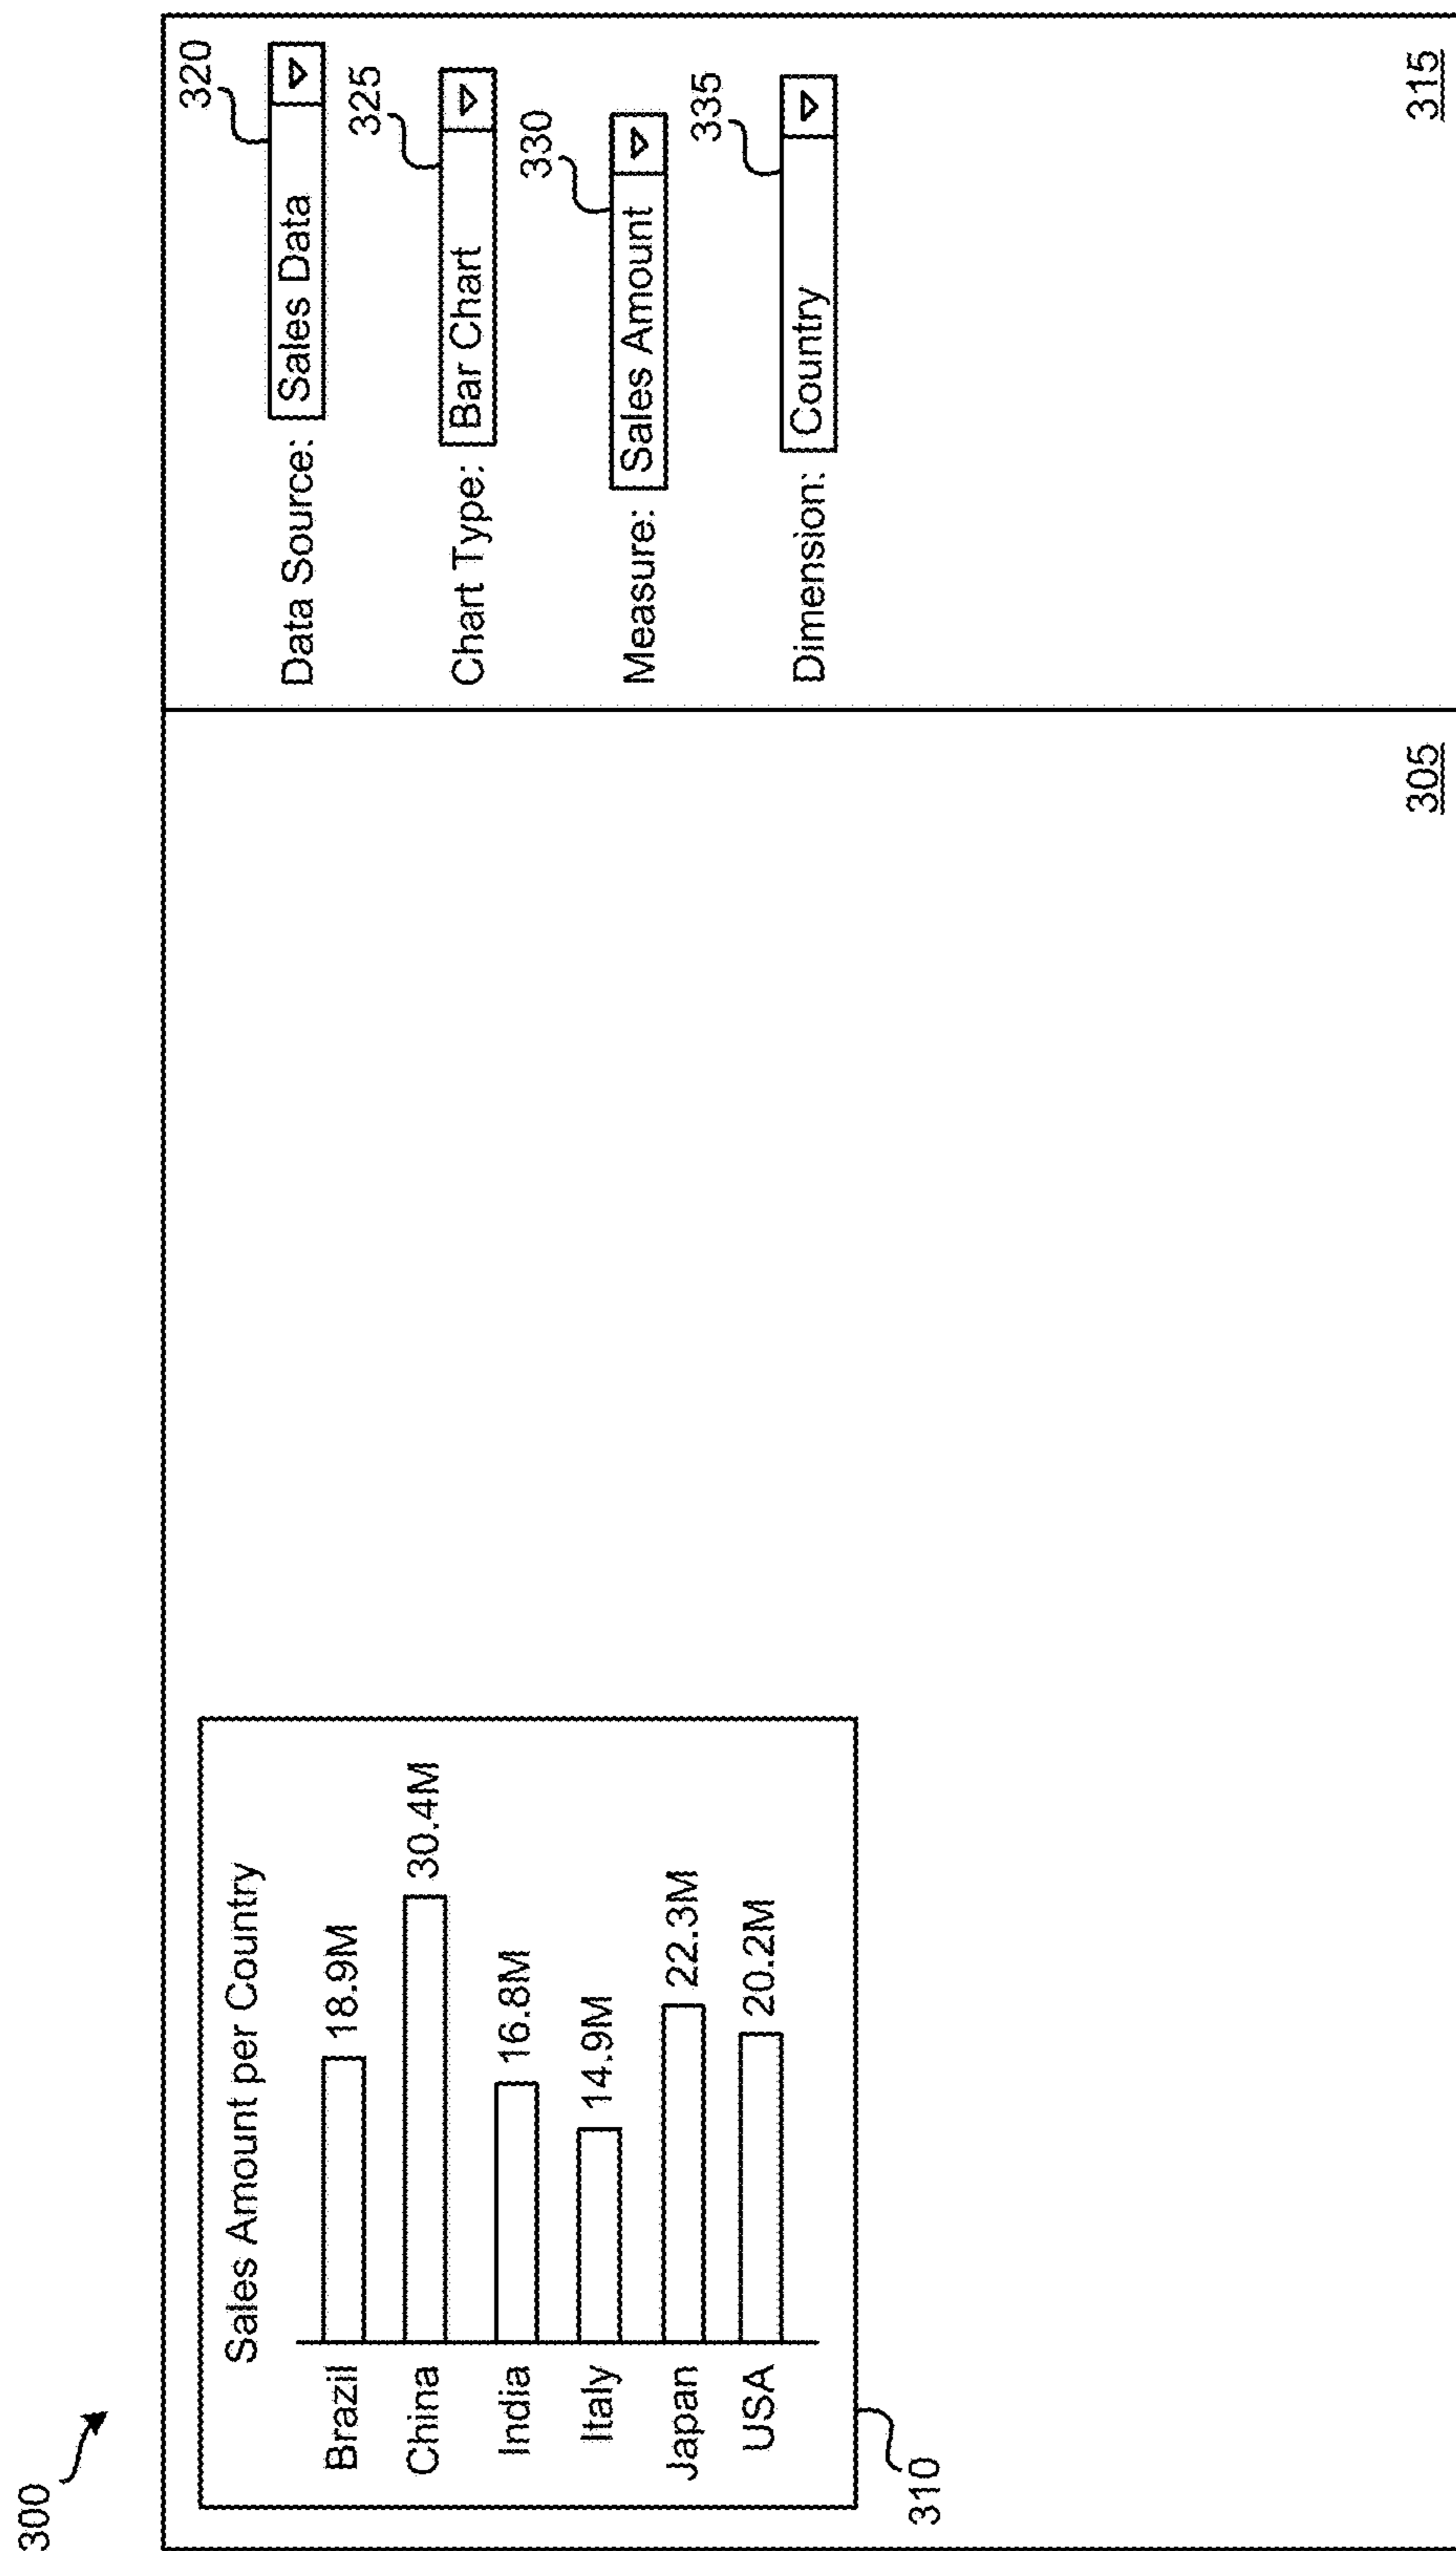 300
Sales Amount per Country
Brazil 18.9M
China 30.4M
India 16.8M
Italy 14.9M
Japan 22.3M
USA 20.2M
310
305
320
Data Source: Sales Data
325
Chart Type: Bar Chart
330
Measure: Sales Amount
335
Dimension: Country
315